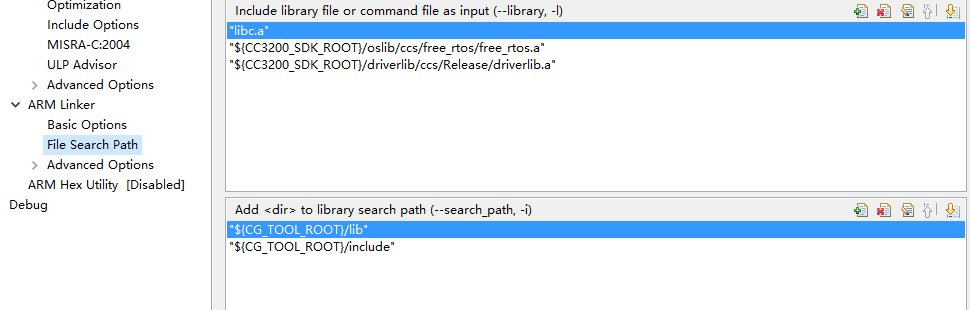 Optimization
Include Options
MISRA-C:2004
ULP Advisor
Advanced Options
ARM Linker
Basic Options
File Search Path
Advanced Options
ARM Hex Utility [Disabled]
Debug
Include library file or command file as input (--library, -l)
"libc.a"
"${CC3200_SDK_ROOT}/oslib/ccs/free_rtos/free_rtos.a"
"${CC3200_SDK_ROOT}/driverlib/ccs/Release/driverlib.a"
Add <dir> to library search path (--search_path, -i)
"${CG_TOOL_ROOT}/lib"
"${CG_TOOL_ROOT}/include"